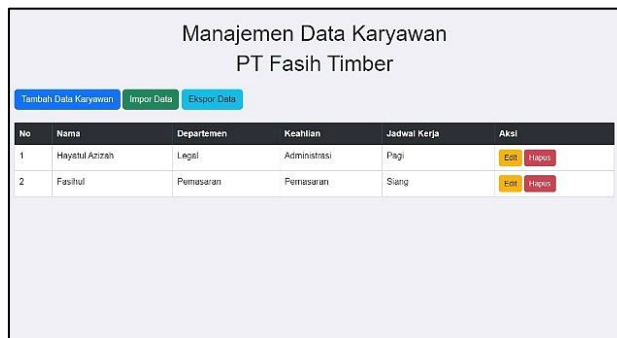 Manajemen Data Karyawan
PT Fasih Timber
Tambah Data Karyawan Impor Data Ekspor Data
No Nama Departemen Keahlian Jadwal Kerja Aksi
1 Hayatul Azizah Legal Administrasi Pagi Edit Hapus
2 Fasihul Pemasaran Pemasaran Siang Edit Hapus